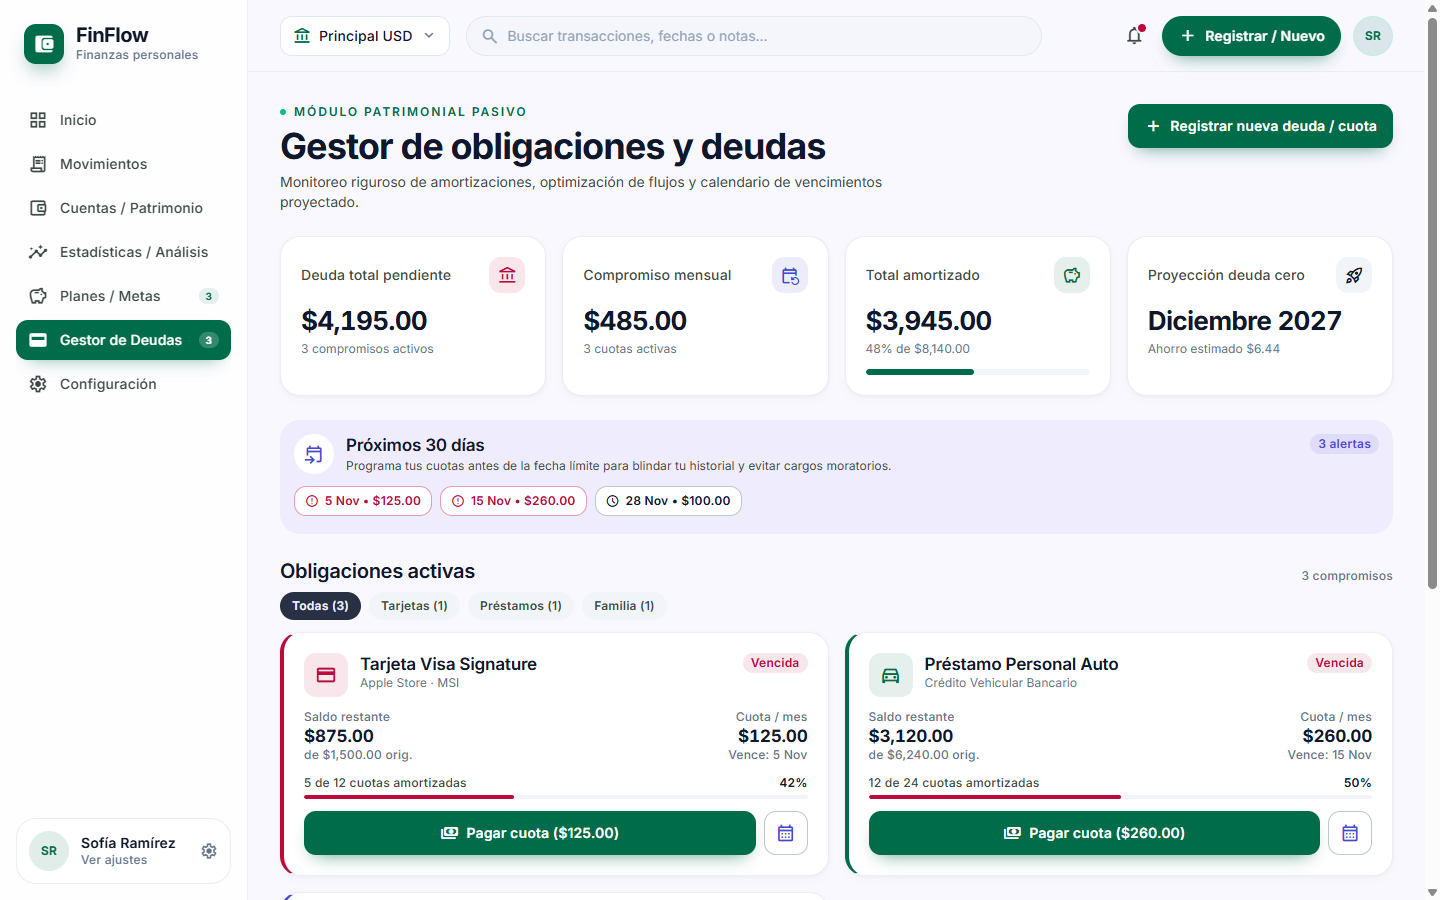 FinFlow
Finanzas personales
Inicio
Movimientos
Cuentas / Patrimonio
Estadísticas / Análisis
Planes / Metas 3
Gestor de Deudas 3
Configuración
SR
Sofía Ramírez
Ver ajustes
Principal USD
Buscar transacciones, fechas o notas...
Registrar / Nuevo
SR
MÓDULO PATRIMONIAL PASIVO
Gestor de obligaciones y deudas
Monitoreo riguroso de amortizaciones, optimización de flujos y calendario de vencimientos
proyectado.
Registrar nueva deuda / cuota
Deuda total pendiente
$4,195.00
3 compromisos activos
Compromiso mensual
$485.00
3 cuotas activas
Total amortizado
$3,945.00
48% de $8,140.00
Proyección deuda cero
Diciembre 2027
Ahorro estimado $6.44
Próximos 30 días
Programa tus cuotas antes de la fecha límite para blindar tu historial y evitar cargos moratorios.
3 alertas
5 Nov • $125.00
15 Nov • $260.00
28 Nov • $100.00
Obligaciones activas
3 compromisos
Todas (3)
Tarjetas (1)
Préstamos (1)
Familia (1)
Tarjeta Visa Signature
Apple Store · MSI
Vencida
Saldo restante
$875.00
de $1,500.00 orig.
Cuota / mes
$125.00
Vence: 5 Nov
5 de 12 cuotas amortizadas
42%
Pagar cuota ($125.00)
Préstamo Personal Auto
Crédito Vehicular Bancario
Vencida
Saldo restante
$3,120.00
de $6,240.00 orig.
Cuota / mes
$260.00
Vence: 15 Nov
12 de 24 cuotas amortizadas
50%
Pagar cuota ($260.00)